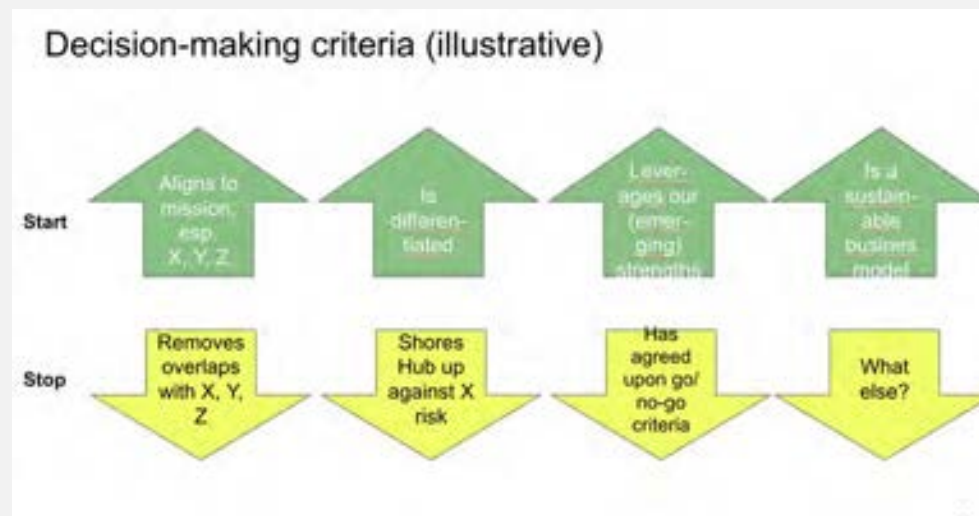 Decision-making criteria (illustrative)
Start
Aligns to
mission,
esp.
X, Y, Z
Is
differen-
tiated
Lever-
ages our
(emer-
ging)
strengths
Is a
sustain-
able
business
model
Stop
Removes
overlaps
with X, Y,
Z
Shores
Hub up
against X
risk
Has
agreed
upon go/
no-go
criteria
What
else?